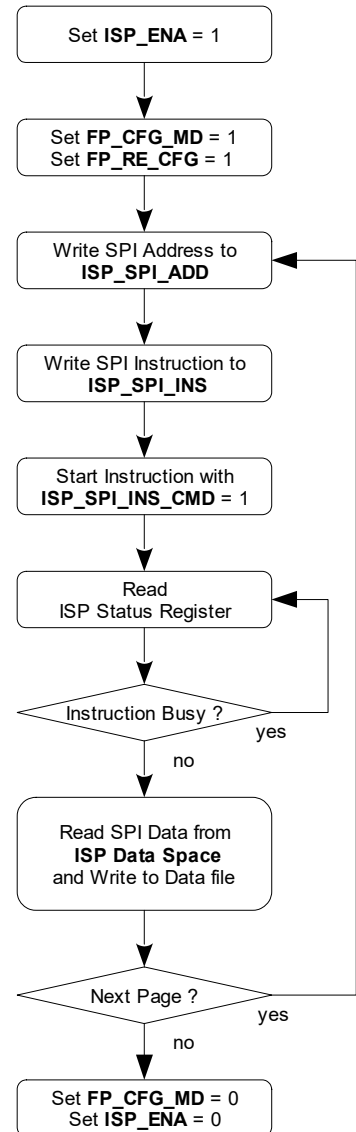 Set ISP_ENA = 1
Set FP_CFG_MD = 1
Set FP_RE_CFG = 1
Write SPI Address to
ISP_SPI_ADD
Write SPI Instruction to
ISP_SPI_INS
Start Instruction with
ISP_SPI_INS_CMD = 1
Read
ISP Status Register
Instruction Busy ?
yes
no
Read SPI Data from
ISP Data Space
and Write to Data file
Next Page ?
yes
no
Set FP_CFG_MD = 0
Set ISP_ENA = 0